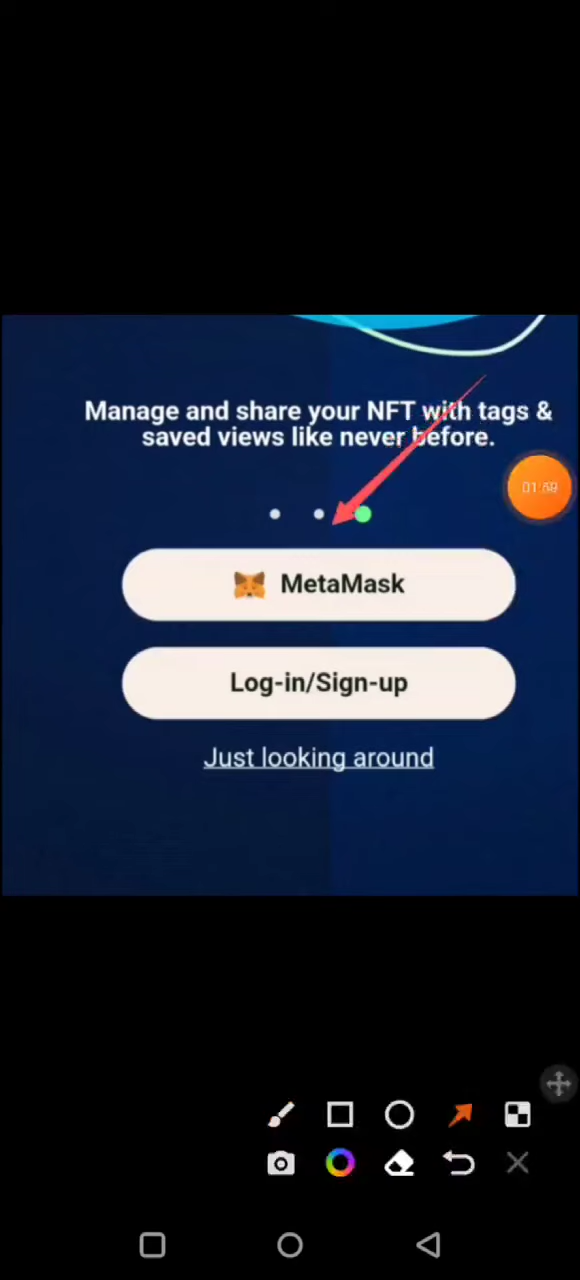 Manage and share your NFT with tags &
saved views like never before.
01:59
MetaMask
Log-in/Sign-up
Just looking around